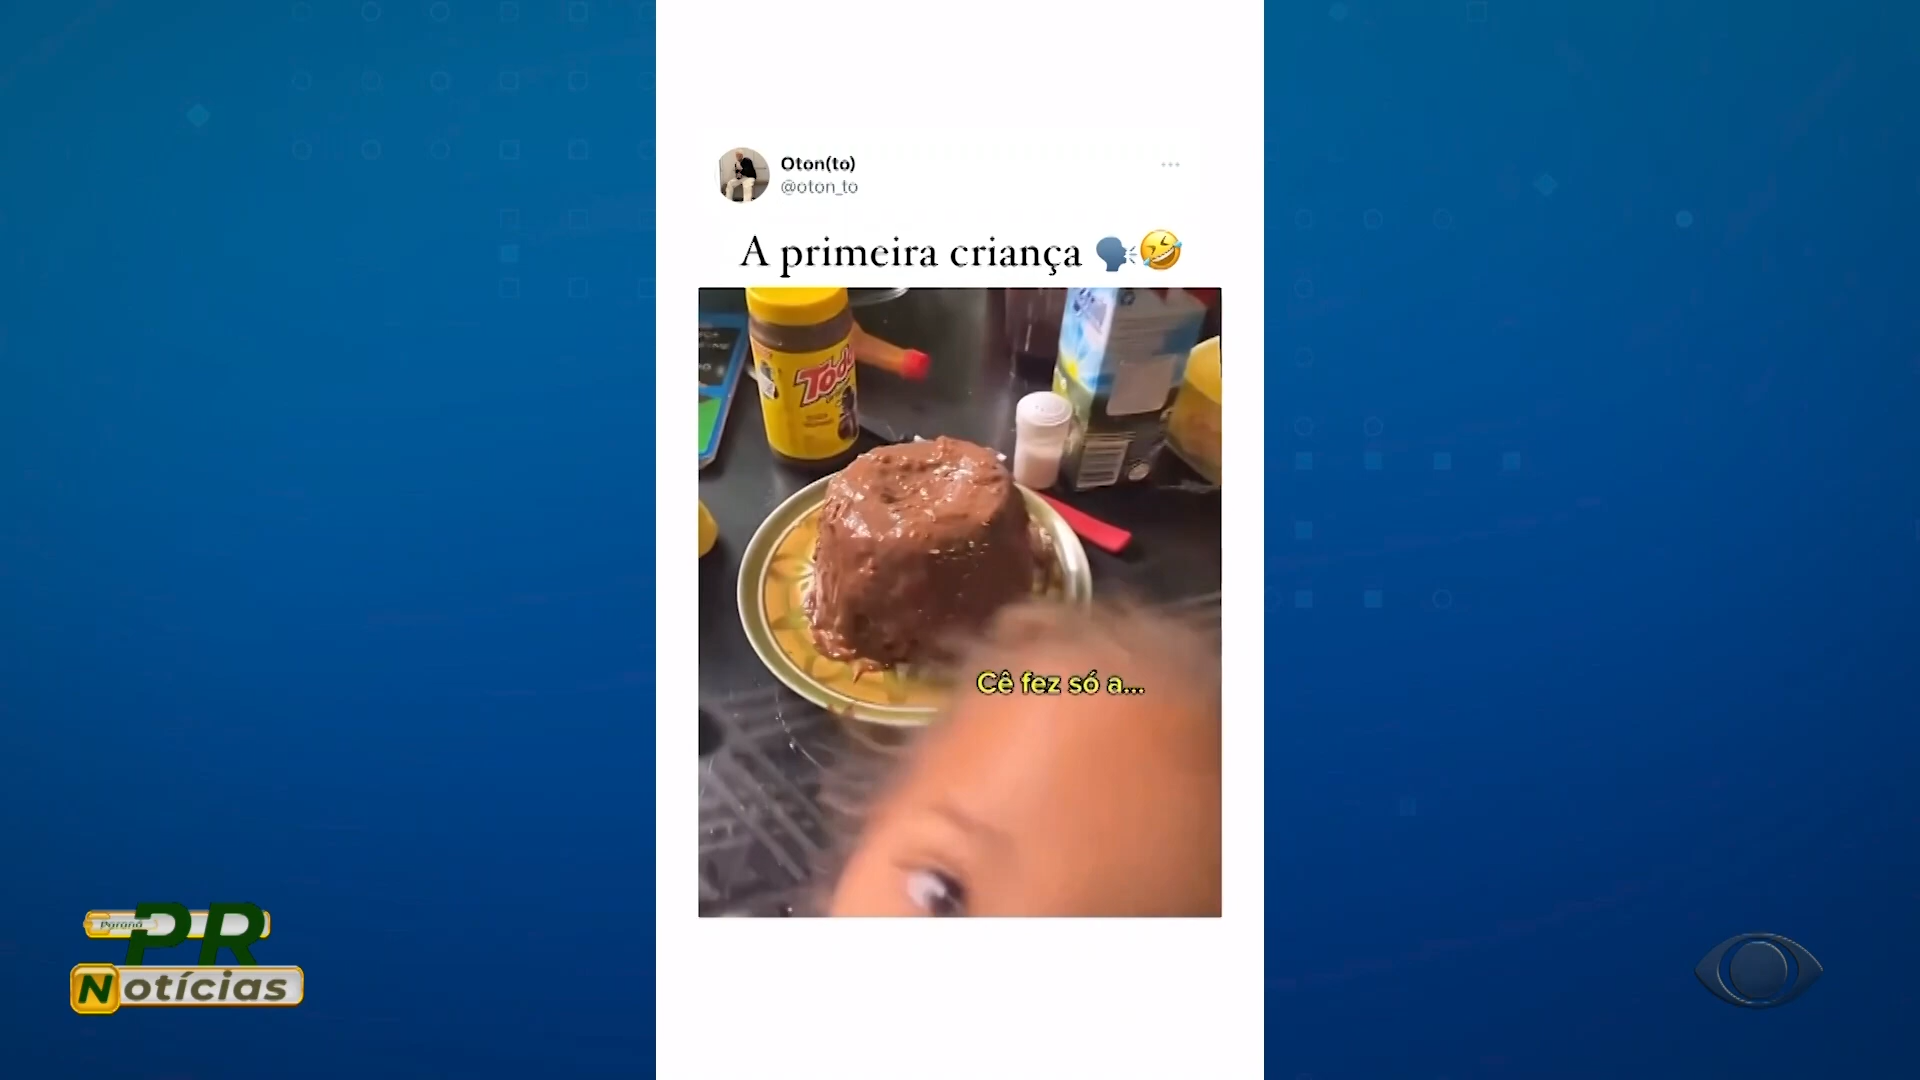 Oton(to)
@oton_to
A primeira criança 🗣🤣
Cê fez só a...
Paraná
PR
Notícias